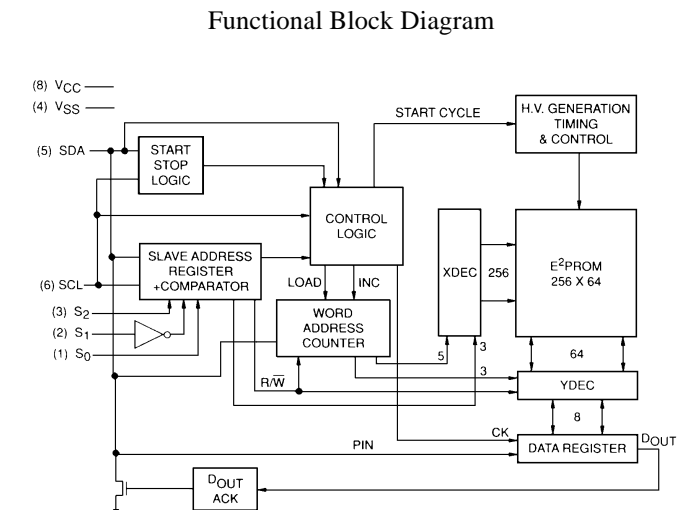 Functional Block Diagram
(8) VCC
(4) VSS
START CYCLE
H.V. GENERATION
TIMING
& CONTROL
(5) SDA
START
STOP
LOGIC
CONTROL
LOGIC
SLAVE ADDRESS
REGISTER
+COMPARATOR
XDEC
256
E²PROM
256 X 64
(6) SCL
LOAD
INC
(3) S₂
(2) S₁
(1) S₀
WORD
ADDRESS
COUNTER
5
3
64
3
R/W̅
YDEC
8
CK
DOUT
PIN
DATA REGISTER
DOUT
ACK